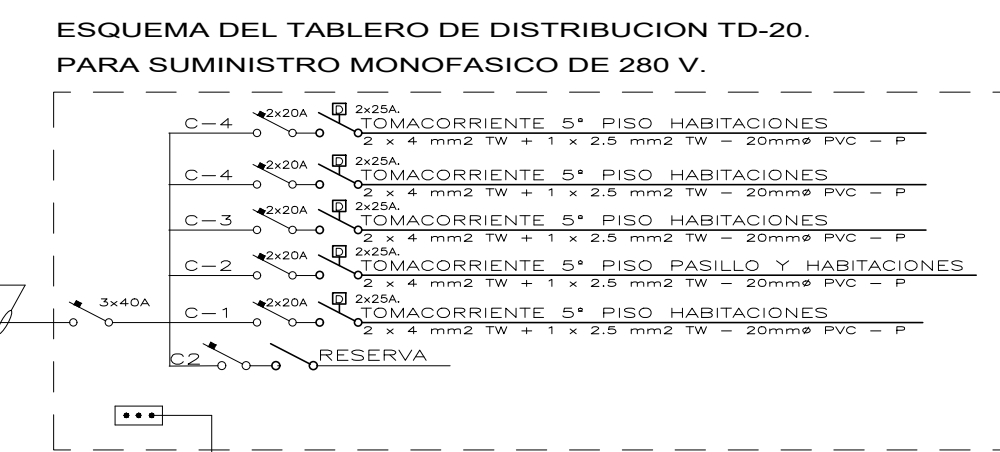 ESQUEMA DEL TABLERO DE DISTRIBUCION TD-20.
PARA SUMINISTRO MONOFASICO DE 280 V.
C-4 2x20A D 2x25A. TOMACORRIENTE 5ª PISO HABITACIONES
2 x 4 mm2 TW + 1 x 2.5 mm2 TW - 20mmø PVC - P
C-4 2x20A D 2x25A. TOMACORRIENTE 5ª PISO HABITACIONES
2 x 4 mm2 TW + 1 x 2.5 mm2 TW - 20mmø PVC - P
C-3 2x20A D 2x25A. TOMACORRIENTE 5ª PISO HABITACIONES
2 x 4 mm2 TW + 1 x 2.5 mm2 TW - 20mmø PVC - P
C-2 2x20A D 2x25A. TOMACORRIENTE 5ª PISO PASILLO Y HABITACIONES
2 x 4 mm2 TW + 1 x 2.5 mm2 TW - 20mmø PVC - P
3x40A C-1 2x20A D 2x25A. TOMACORRIENTE 5ª PISO HABITACIONES
2 x 4 mm2 TW + 1 x 2.5 mm2 TW - 20mmø PVC - P
C2 RESERVA